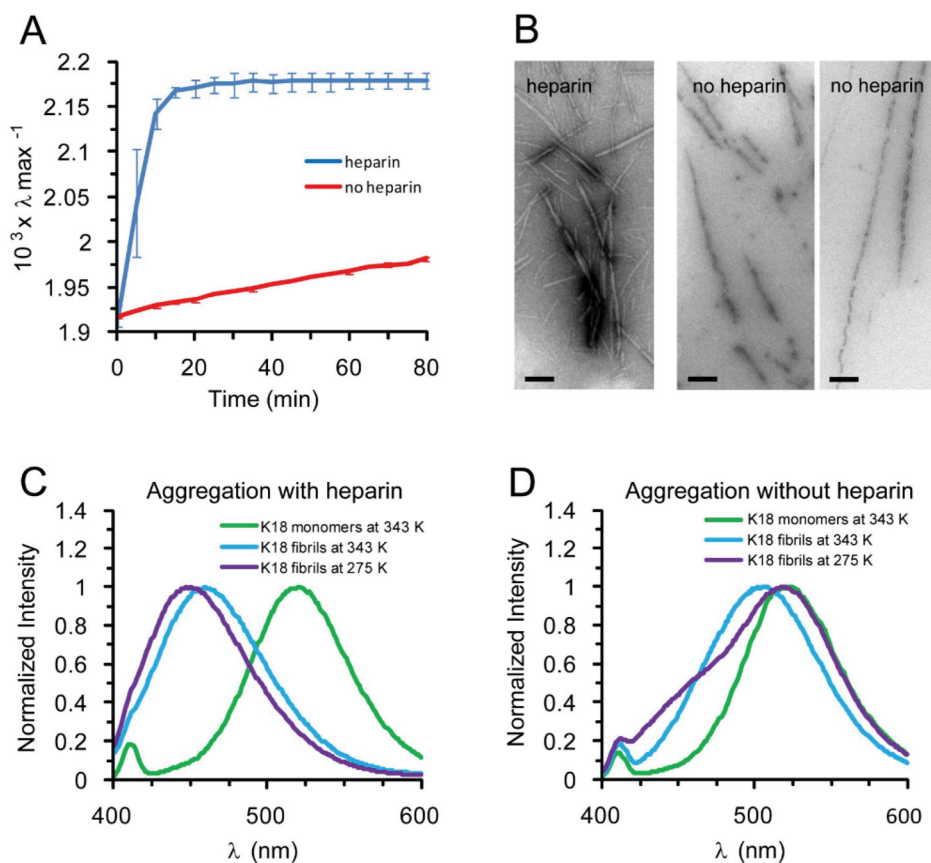 A
2.2
2.15
2.1
2.05
2
1.95
1.9
10³ x λ max⁻¹
heparin
no heparin
0
20
40
60
80
Time (min)
B
heparin
no heparin
no heparin
C
Aggregation with heparin
K18 monomers at 343 K
K18 fibrils at 343 K
K18 fibrils at 275 K
1.4
1.2
1
0.8
0.6
0.4
0.2
0
Normalized Intensity
400
500
600
λ (nm)
D
Aggregation without heparin
K18 monomers at 343 K
K18 fibrils at 343 K
K18 fibrils at 275 K
1.4
1.2
1
0.8
0.6
0.4
0.2
0
Normalized Intensity
400
500
600
λ (nm)